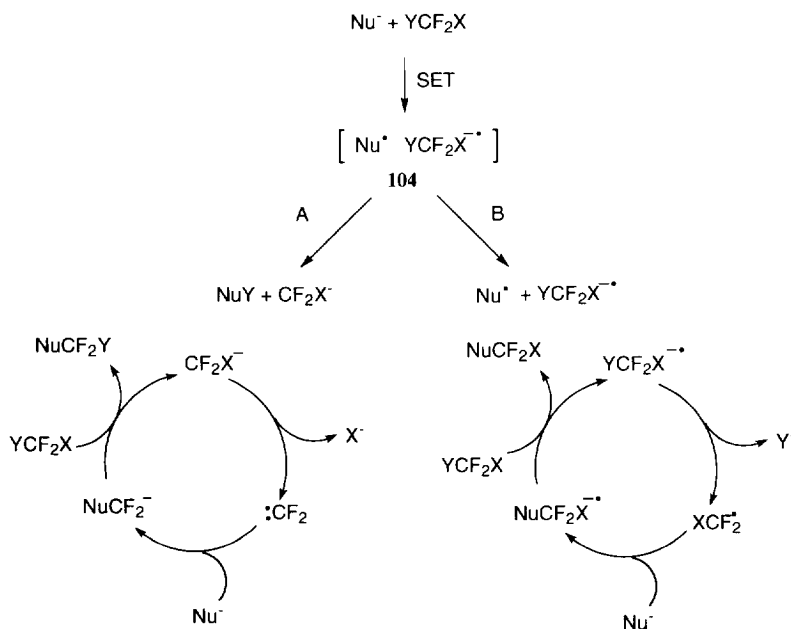 Nu⁻ + YCF₂X
SET
[ Nu• YCF₂X⁻• ]
104
A B
NuY + CF₂X⁻ Nu• + YCF₂X⁻•
NuCF₂Y CF₂X⁻ NuCF₂X YCF₂X⁻•
YCF₂X X⁻ YCF₂X Y
NuCF₂⁻ :CF₂ NuCF₂X⁻• XCF₂•
Nu⁻ Nu⁻